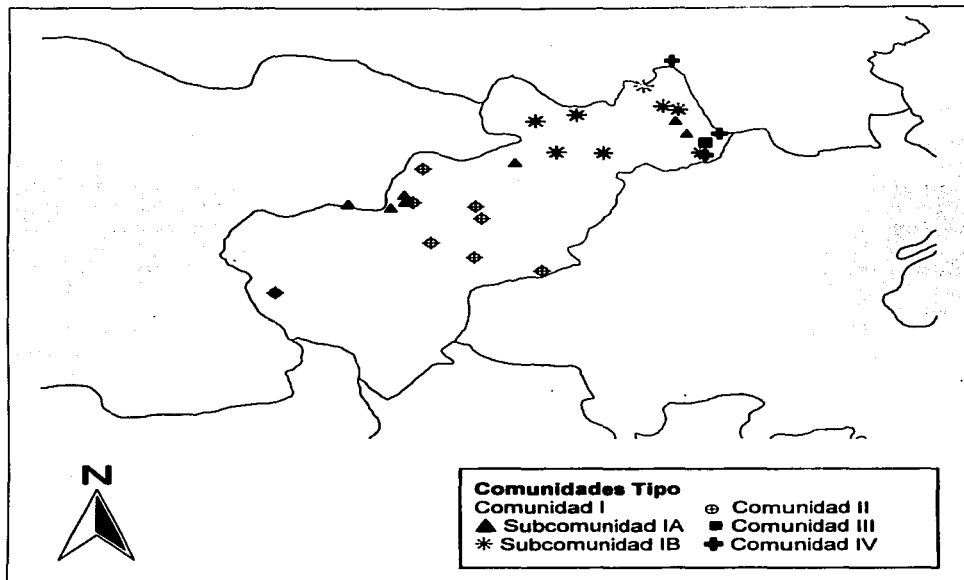 N
Comunidades Tipo
Comunidad I
Subcomunidad IA
Subcomunidad IB
Comunidad II
Comunidad III
Comunidad IV